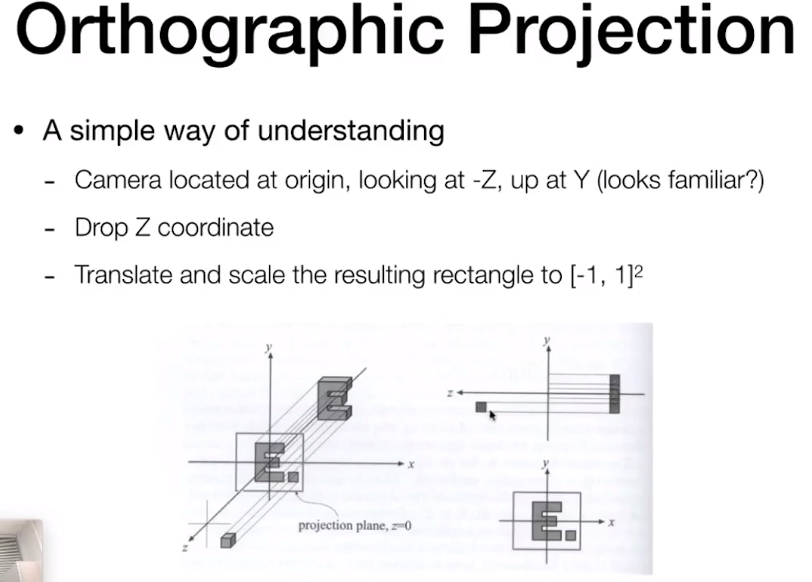 Orthographic Projection
• A simple way of understanding
- Camera located at origin, looking at -Z, up at Y (looks familiar?)
- Drop Z coordinate
- Translate and scale the resulting rectangle to [-1, 1]²
y
x
z
projection plane, z=0
y
z
y
x